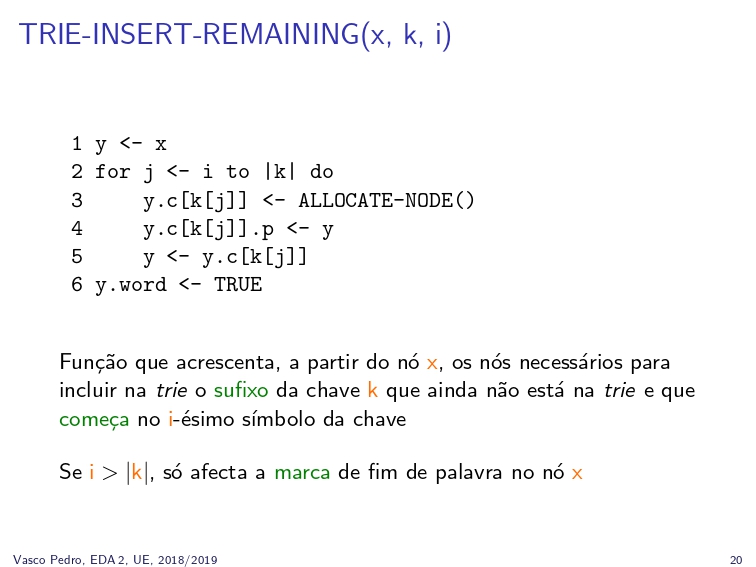 TRIE-INSERT-REMAINING(x, k, i)
1 y <- x
2 for j <- i to |k| do
3     y.c[k[j]] <- ALLOCATE-NODE()
4     y.c[k[j]].p <- y
5     y <- y.c[k[j]]
6 y.word <- TRUE
Função que acrescenta, a partir do nó x, os nós necessários para
incluir na trie o sufixo da chave k que ainda não está na trie e que
começa no i-ésimo símbolo da chave
Se i > |k|, só afecta a marca de fim de palavra no nó x
Vasco Pedro, EDA 2, UE, 2018/2019
20